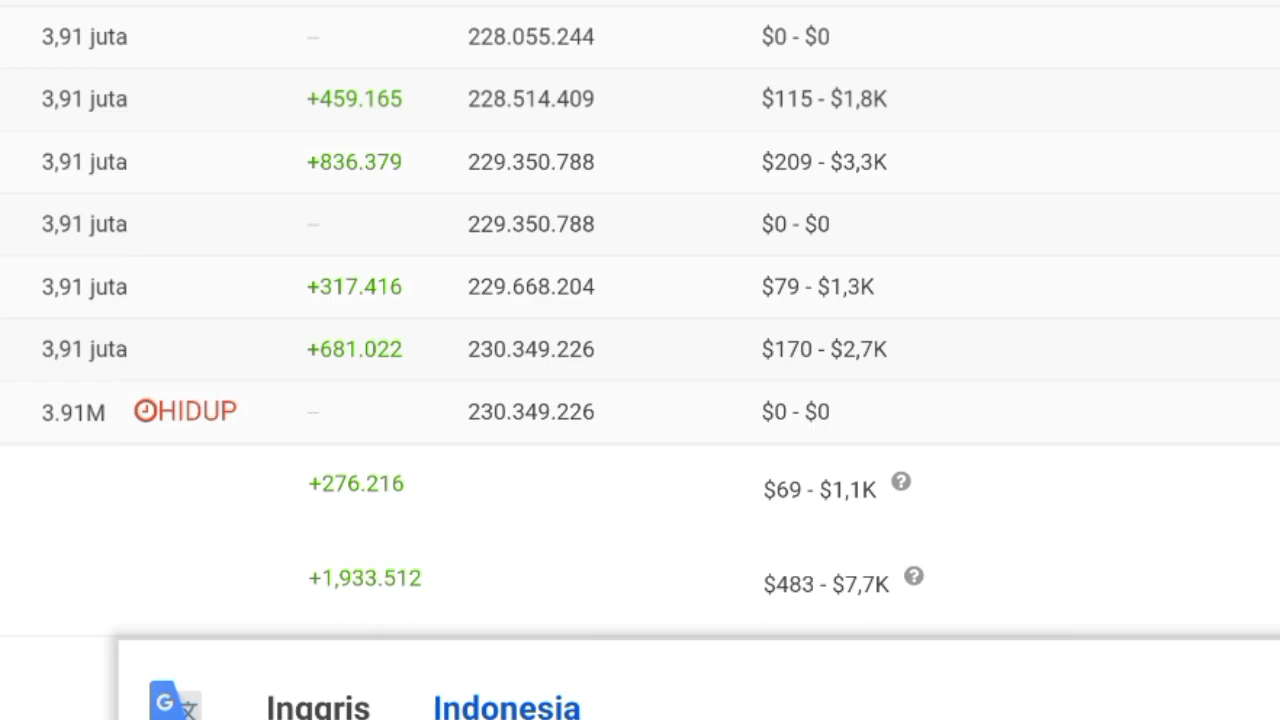 3,91 juta -- 228.055.244 $0 - $0
3,91 juta +459.165 228.514.409 $115 - $1,8K
3,91 juta +836.379 229.350.788 $209 - $3,3K
3,91 juta -- 229.350.788 $0 - $0
3,91 juta +317.416 229.668.204 $79 - $1,3K
3,91 juta +681.022 230.349.226 $170 - $2,7K
3.91M HIDUP -- 230.349.226 $0 - $0
+276.216 $69 - $1,1K ?
+1,933.512 $483 - $7,7K ?
G 文 Inggris Indonesia